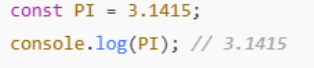 const PI = 3.1415;
console.log(PI); // 3.1415